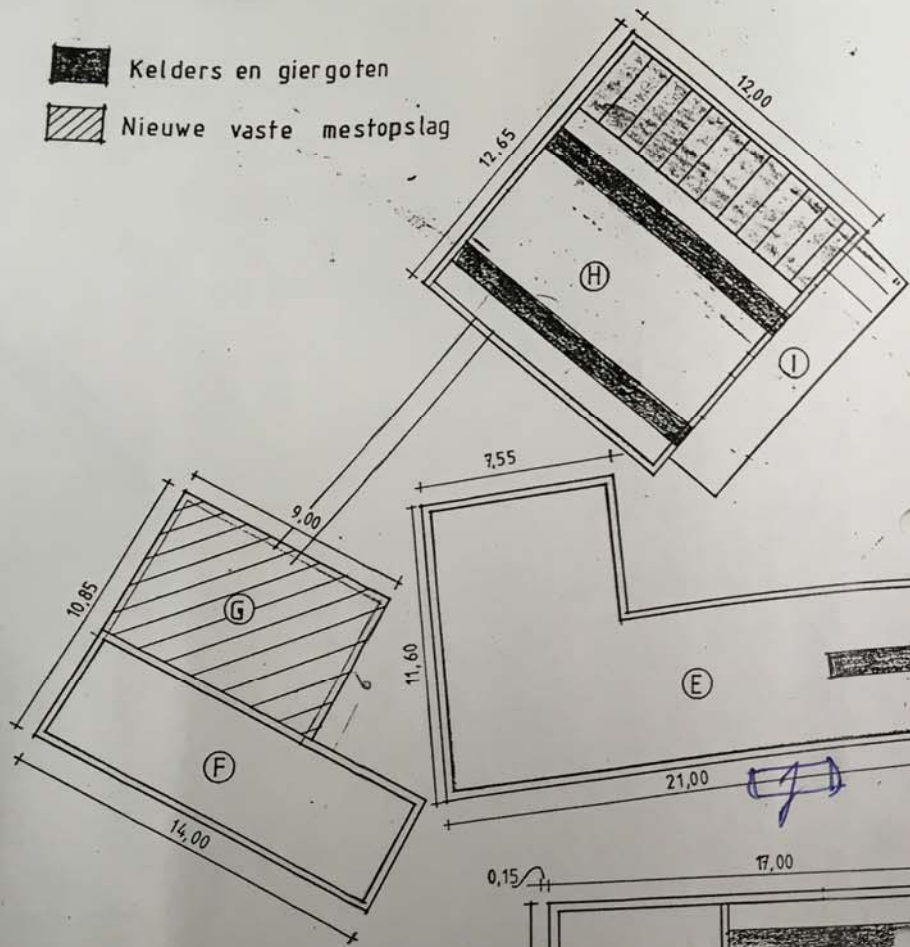 Kelders en giergoten
Nieuwe vaste mestopslag
12,00
12.65
H
I
7,55
9,00
10,85
G
11,60
E
F
21,00
J
14,00
0,15
17,00